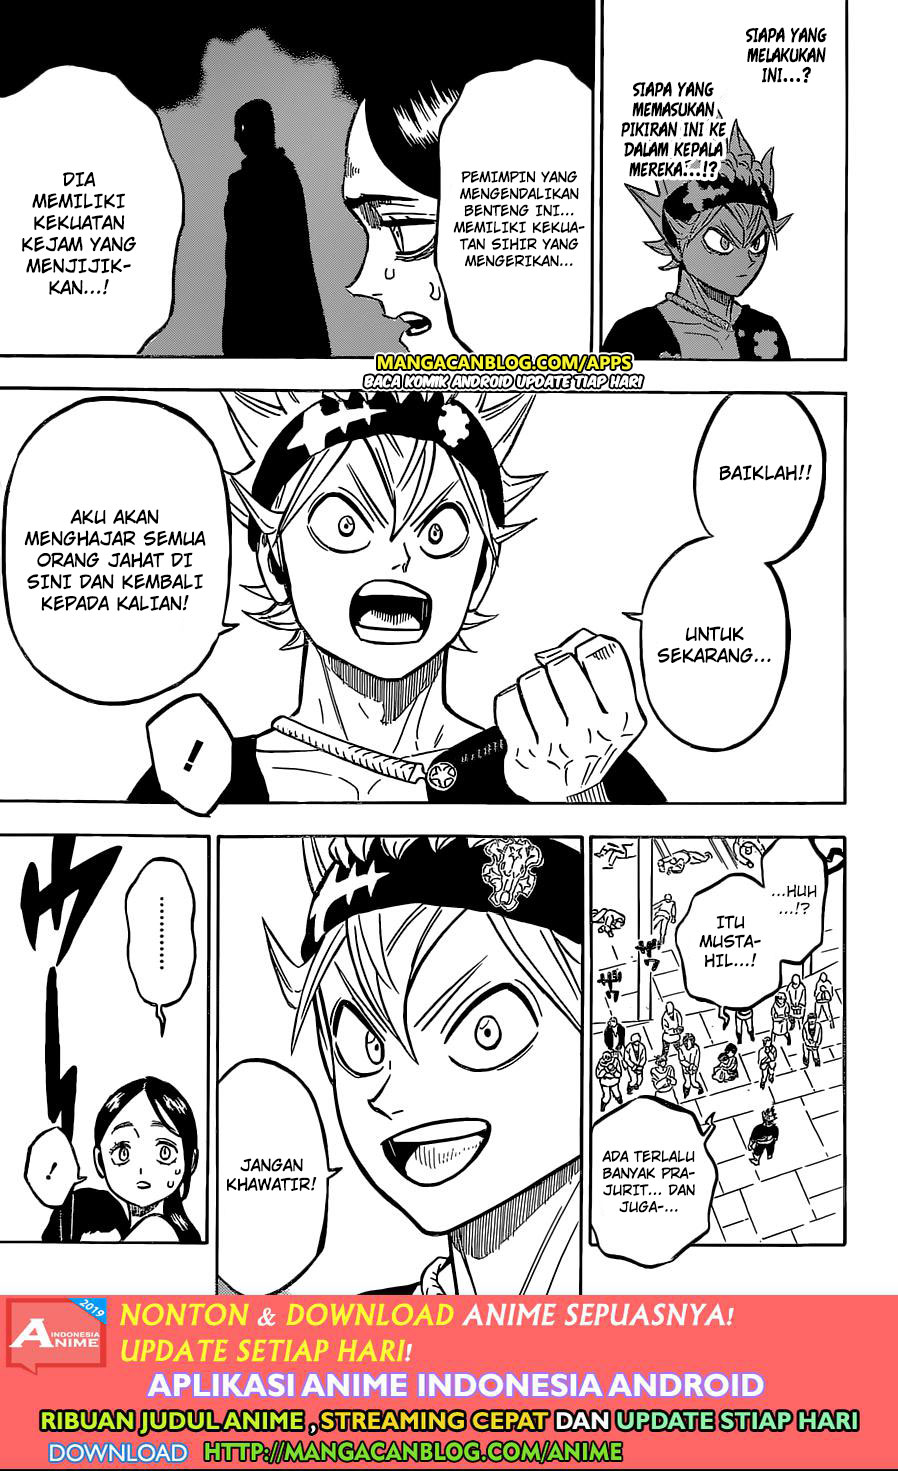 SIAPA YANG
MELAKUKAN
INI...?
SIAPA YANG
MEMASUKAN
PIKIRAN INI KE
DALAM KEPALA
MEREKA...!?
PEMIMPIN YANG
MENGENDALIKAN
BENTENG INI...
MEMILIKI KEKUA-
TAN SIHIR YANG
MENGERIKAN...
DIA
MEMILIKI
KEKUATAN
KEJAM YANG
MENJIJIK-
KAN...!
MANGACANBLOG.COM/APPS
BACA KOMIK ANDROID UPDATE TIAP HARI
BAIKLAH!!
UNTUK
SEKARANG...
AKU AKAN
MENGHAJAR SEMUA
ORANG JAHAT DI
SINI DAN KEMBALI
KEPADA KALIAN!
!
...HUH
...!?
ITU
MUSTA-
HIL...!
ADA TERLALU
BANYAK PRA-
JURIT... DAN
JUGA-...
JANGAN
KHAWATIR!
..........
!
2019
INDONESIA
ANIME
NONTON & DOWNLOAD ANIME SEPUASNYA!
UPDATE SETIAP HARI!
APLIKASI ANIME INDONESIA ANDROID
RIBUAN JUDUL ANIME , STREAMING CEPAT DAN UPDATE STIAP HARI
DOWNLOAD HTTP://MANGACANBLOG.COM/ANIME